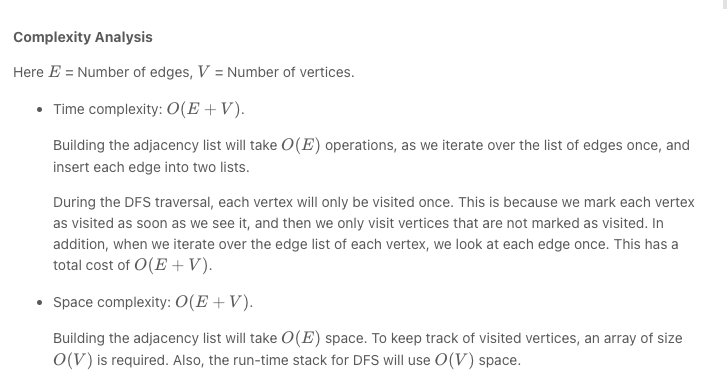 Complexity Analysis
Here E = Number of edges, V = Number of vertices.
• Time complexity: O(E + V).
Building the adjacency list will take O(E) operations, as we iterate over the list of edges once, and
insert each edge into two lists.
During the DFS traversal, each vertex will only be visited once. This is because we mark each vertex
as visited as soon as we see it, and then we only visit vertices that are not marked as visited. In
addition, when we iterate over the edge list of each vertex, we look at each edge once. This has a
total cost of O(E + V).
• Space complexity: O(E + V).
Building the adjacency list will take O(E) space. To keep track of visited vertices, an array of size
O(V) is required. Also, the run-time stack for DFS will use O(V) space.